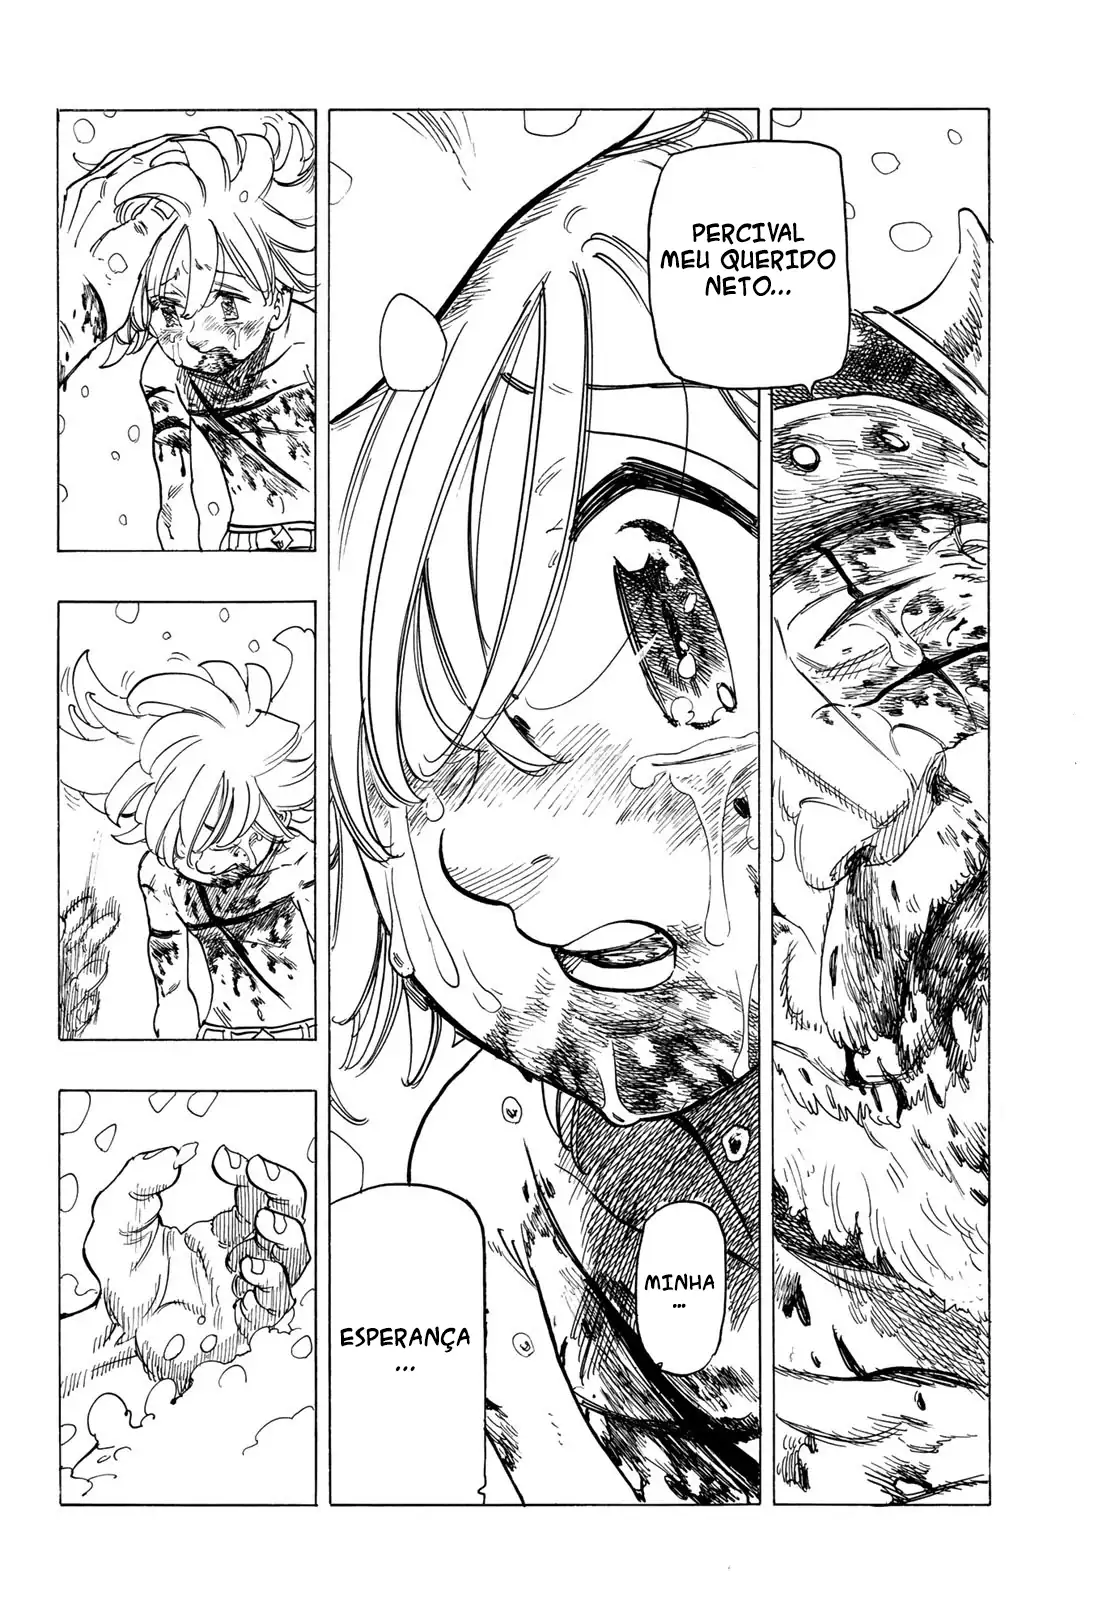 PERCIVAL
MEU QUERIDO
NETO...
MINHA
...
ESPERANÇA
...